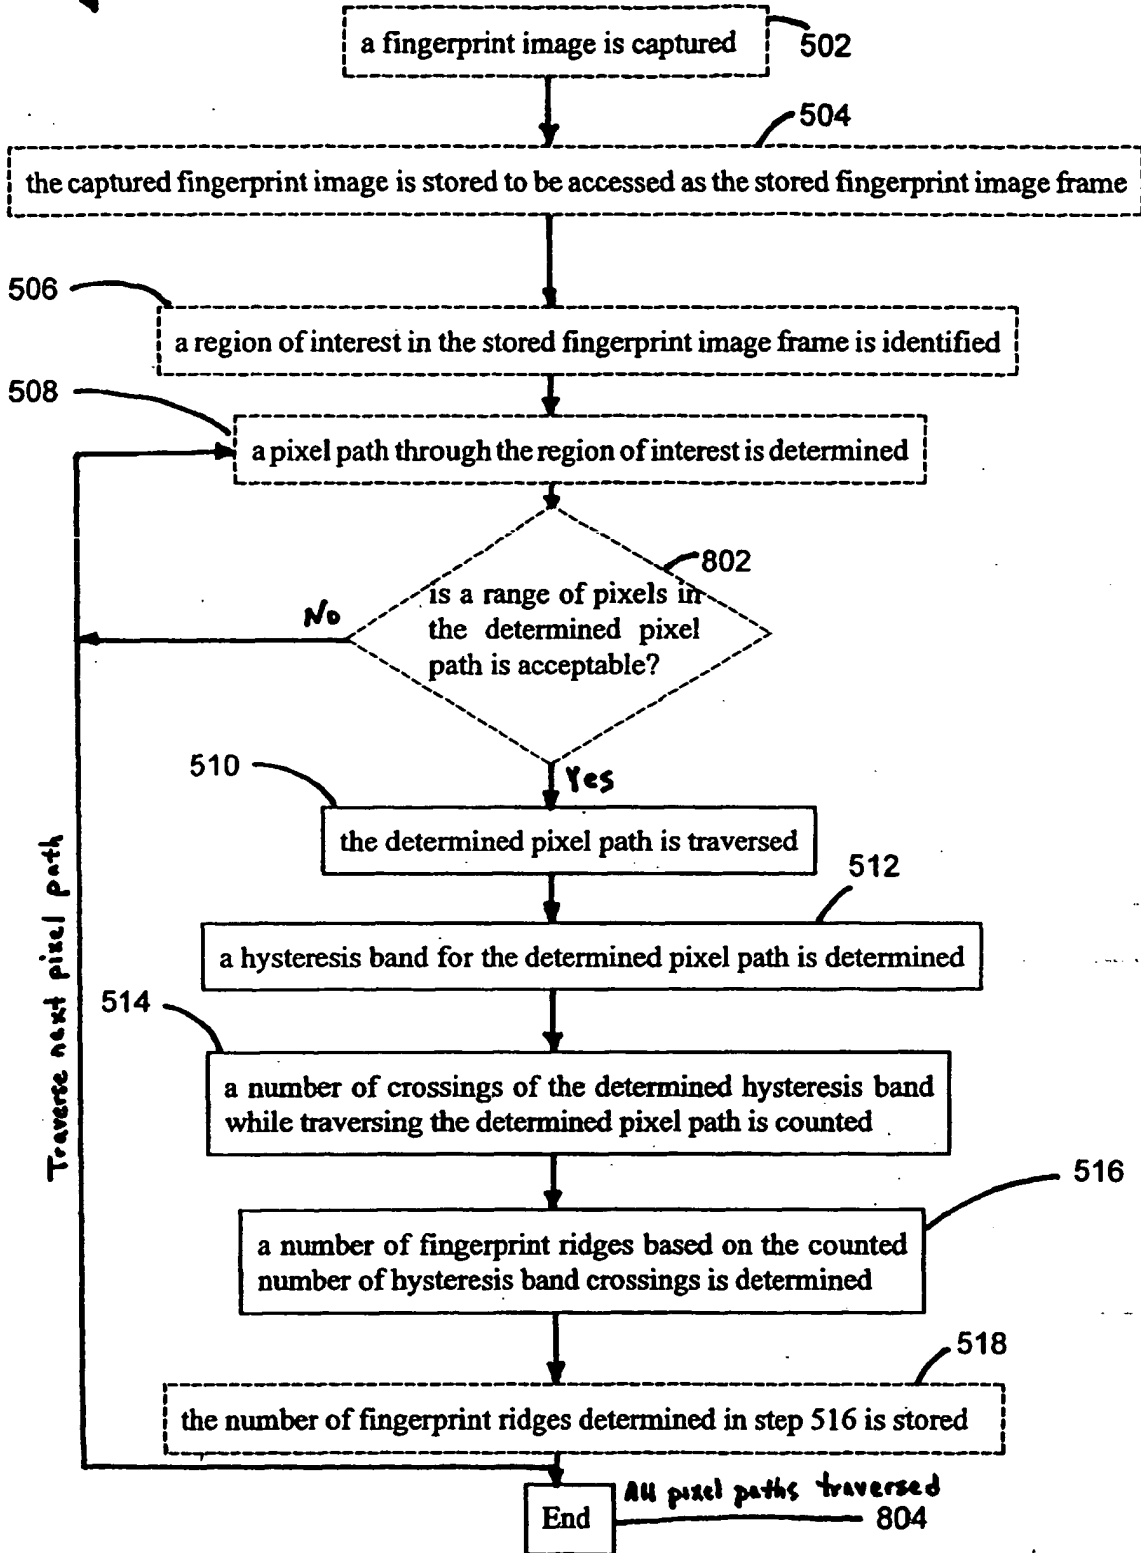 a fingerprint image is captured
502
504
the captured fingerprint image is stored to be accessed as the stored fingerprint image frame
506
a region of interest in the stored fingerprint image frame is identified
508
a pixel path through the region of interest is determined
802
is a range of pixels in
the determined pixel
path is acceptable?
No
510
Yes
the determined pixel path is traversed
512
a hysteresis band for the determined pixel path is determined
514
a number of crossings of the determined hysteresis band
while traversing the determined pixel path is counted
Traverse next pixel path
516
a number of fingerprint ridges based on the counted
number of hysteresis band crossings is determined
518
the number of fingerprint ridges determined in step 516 is stored
All pixel paths traversed
End
804